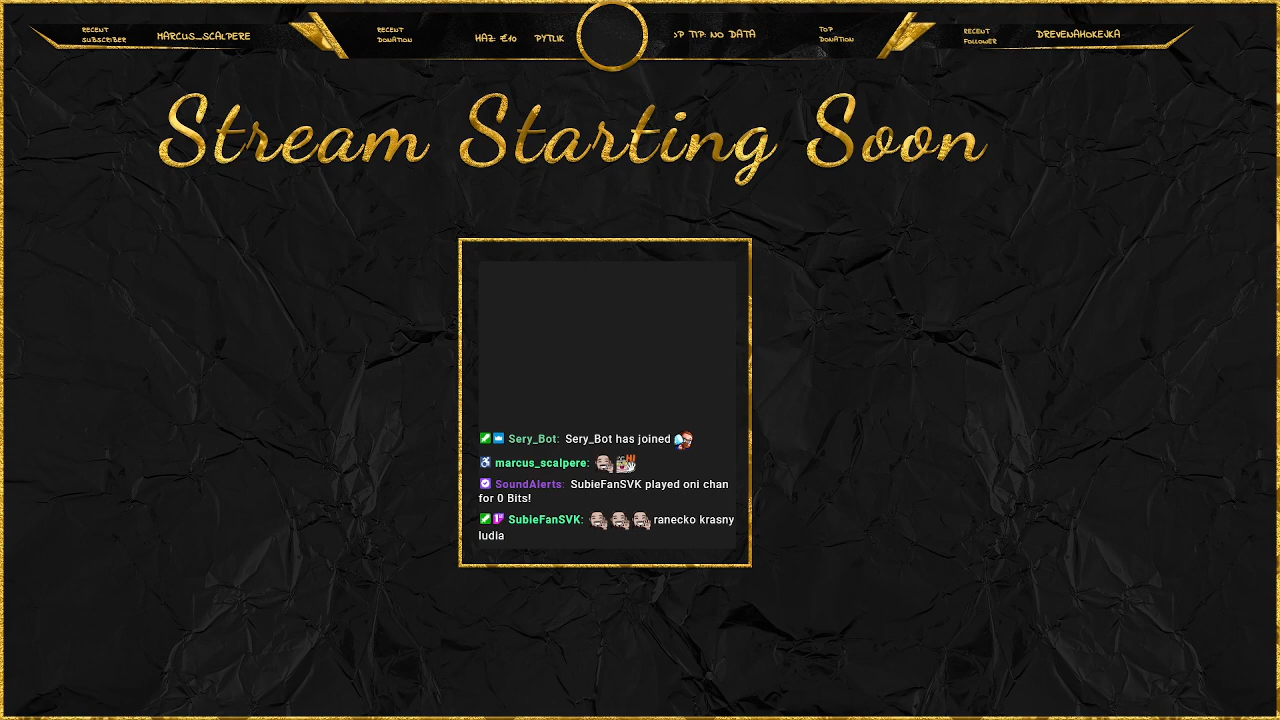 RECENT
SUBSCRIBER
MARCUS_SCALPERE
RECENT
DONATION
HAZ: €10 PYTLIK
OP TIP: NO DATA
TOP
DONATION
RECENT
FOLLOWER
DREVENAHOKEJKA
Stream Starting Soon
Sery_Bot: Sery_Bot has joined
marcus_scalpere:
SoundAlerts: SubieFanSVK played oni chan
for 0 Bits!
SubieFanSVK: ranecko krasny
ludia